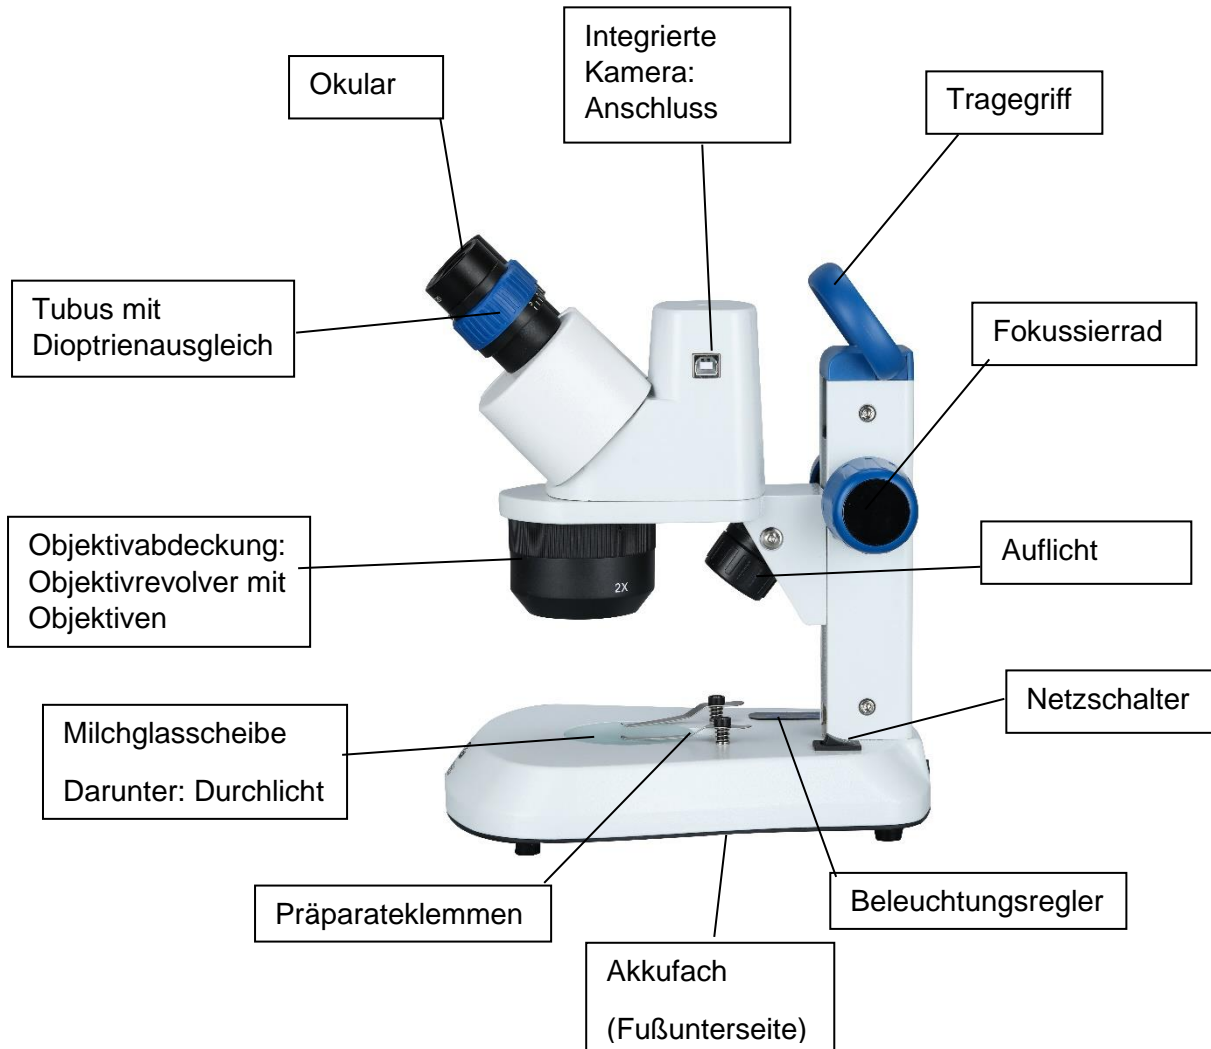 Integrierte
Kamera:
Anschluss
Okular
Tragegriff
Tubus mit
Dioptrienausgleich
Fokussierrad
Objektivabdeckung:
Objektivrevolver mit
Objektiven
2X
Auflicht
Netzschalter
Milchglasscheibe
Darunter: Durchlicht
Präparateklemmen
Beleuchtungsregler
Akkufach
(Fußunterseite)